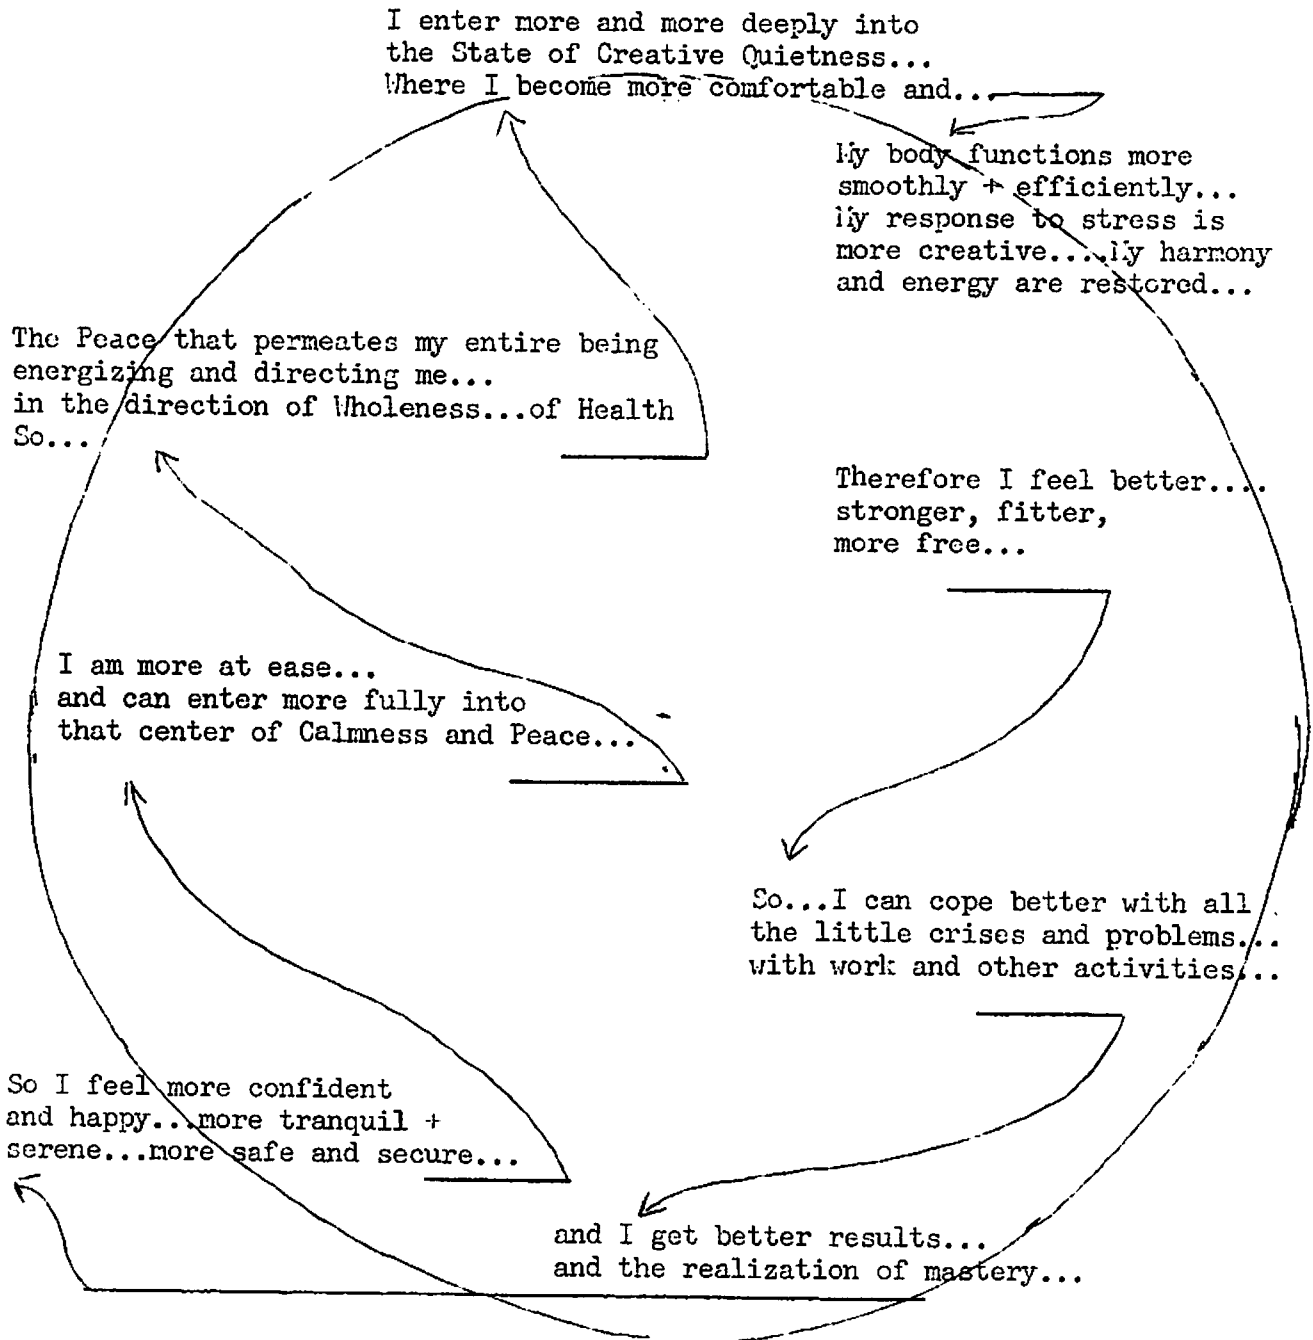 I enter more and more deeply into
the State of Creative Quietness...
Where I become more comfortable and...
My body functions more
smoothly + efficiently...
My response to stress is
more creative....My harmony
and energy are restored...
Therefore I feel better....
stronger, fitter,
more free...
So...I can cope better with all
the little crises and problems...
with work and other activities...
and I get better results...
and the realization of mastery...
So I feel more confident
and happy...more tranquil +
serene...more safe and secure...
I am more at ease...
and can enter more fully into
that center of Calmness and Peace...
The Peace that permeates my entire being
energizing and directing me...
in the direction of Wholeness...of Health
So...